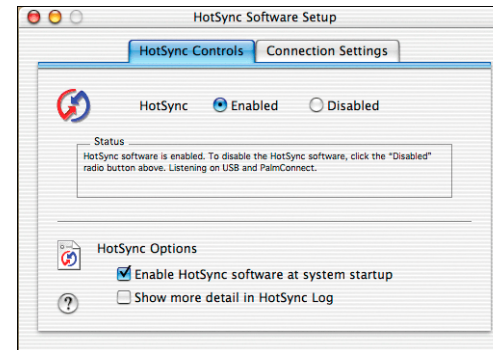 HotSync Software Setup
HotSync Controls Connection Settings
HotSync Enabled Disabled
Status
HotSync software is enabled. To disable the HotSync software, click the "Disabled"
radio button above. Listening on USB and PalmConnect.
HotSync Options
Enable HotSync software at system startup
?
Show more detail in HotSync Log